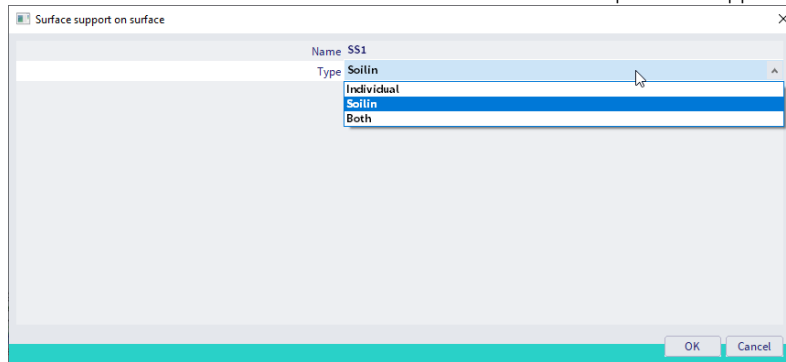 Surface support on surface
Name SS1
Type Soilin
Individual
Soilin
Both
OK Cancel